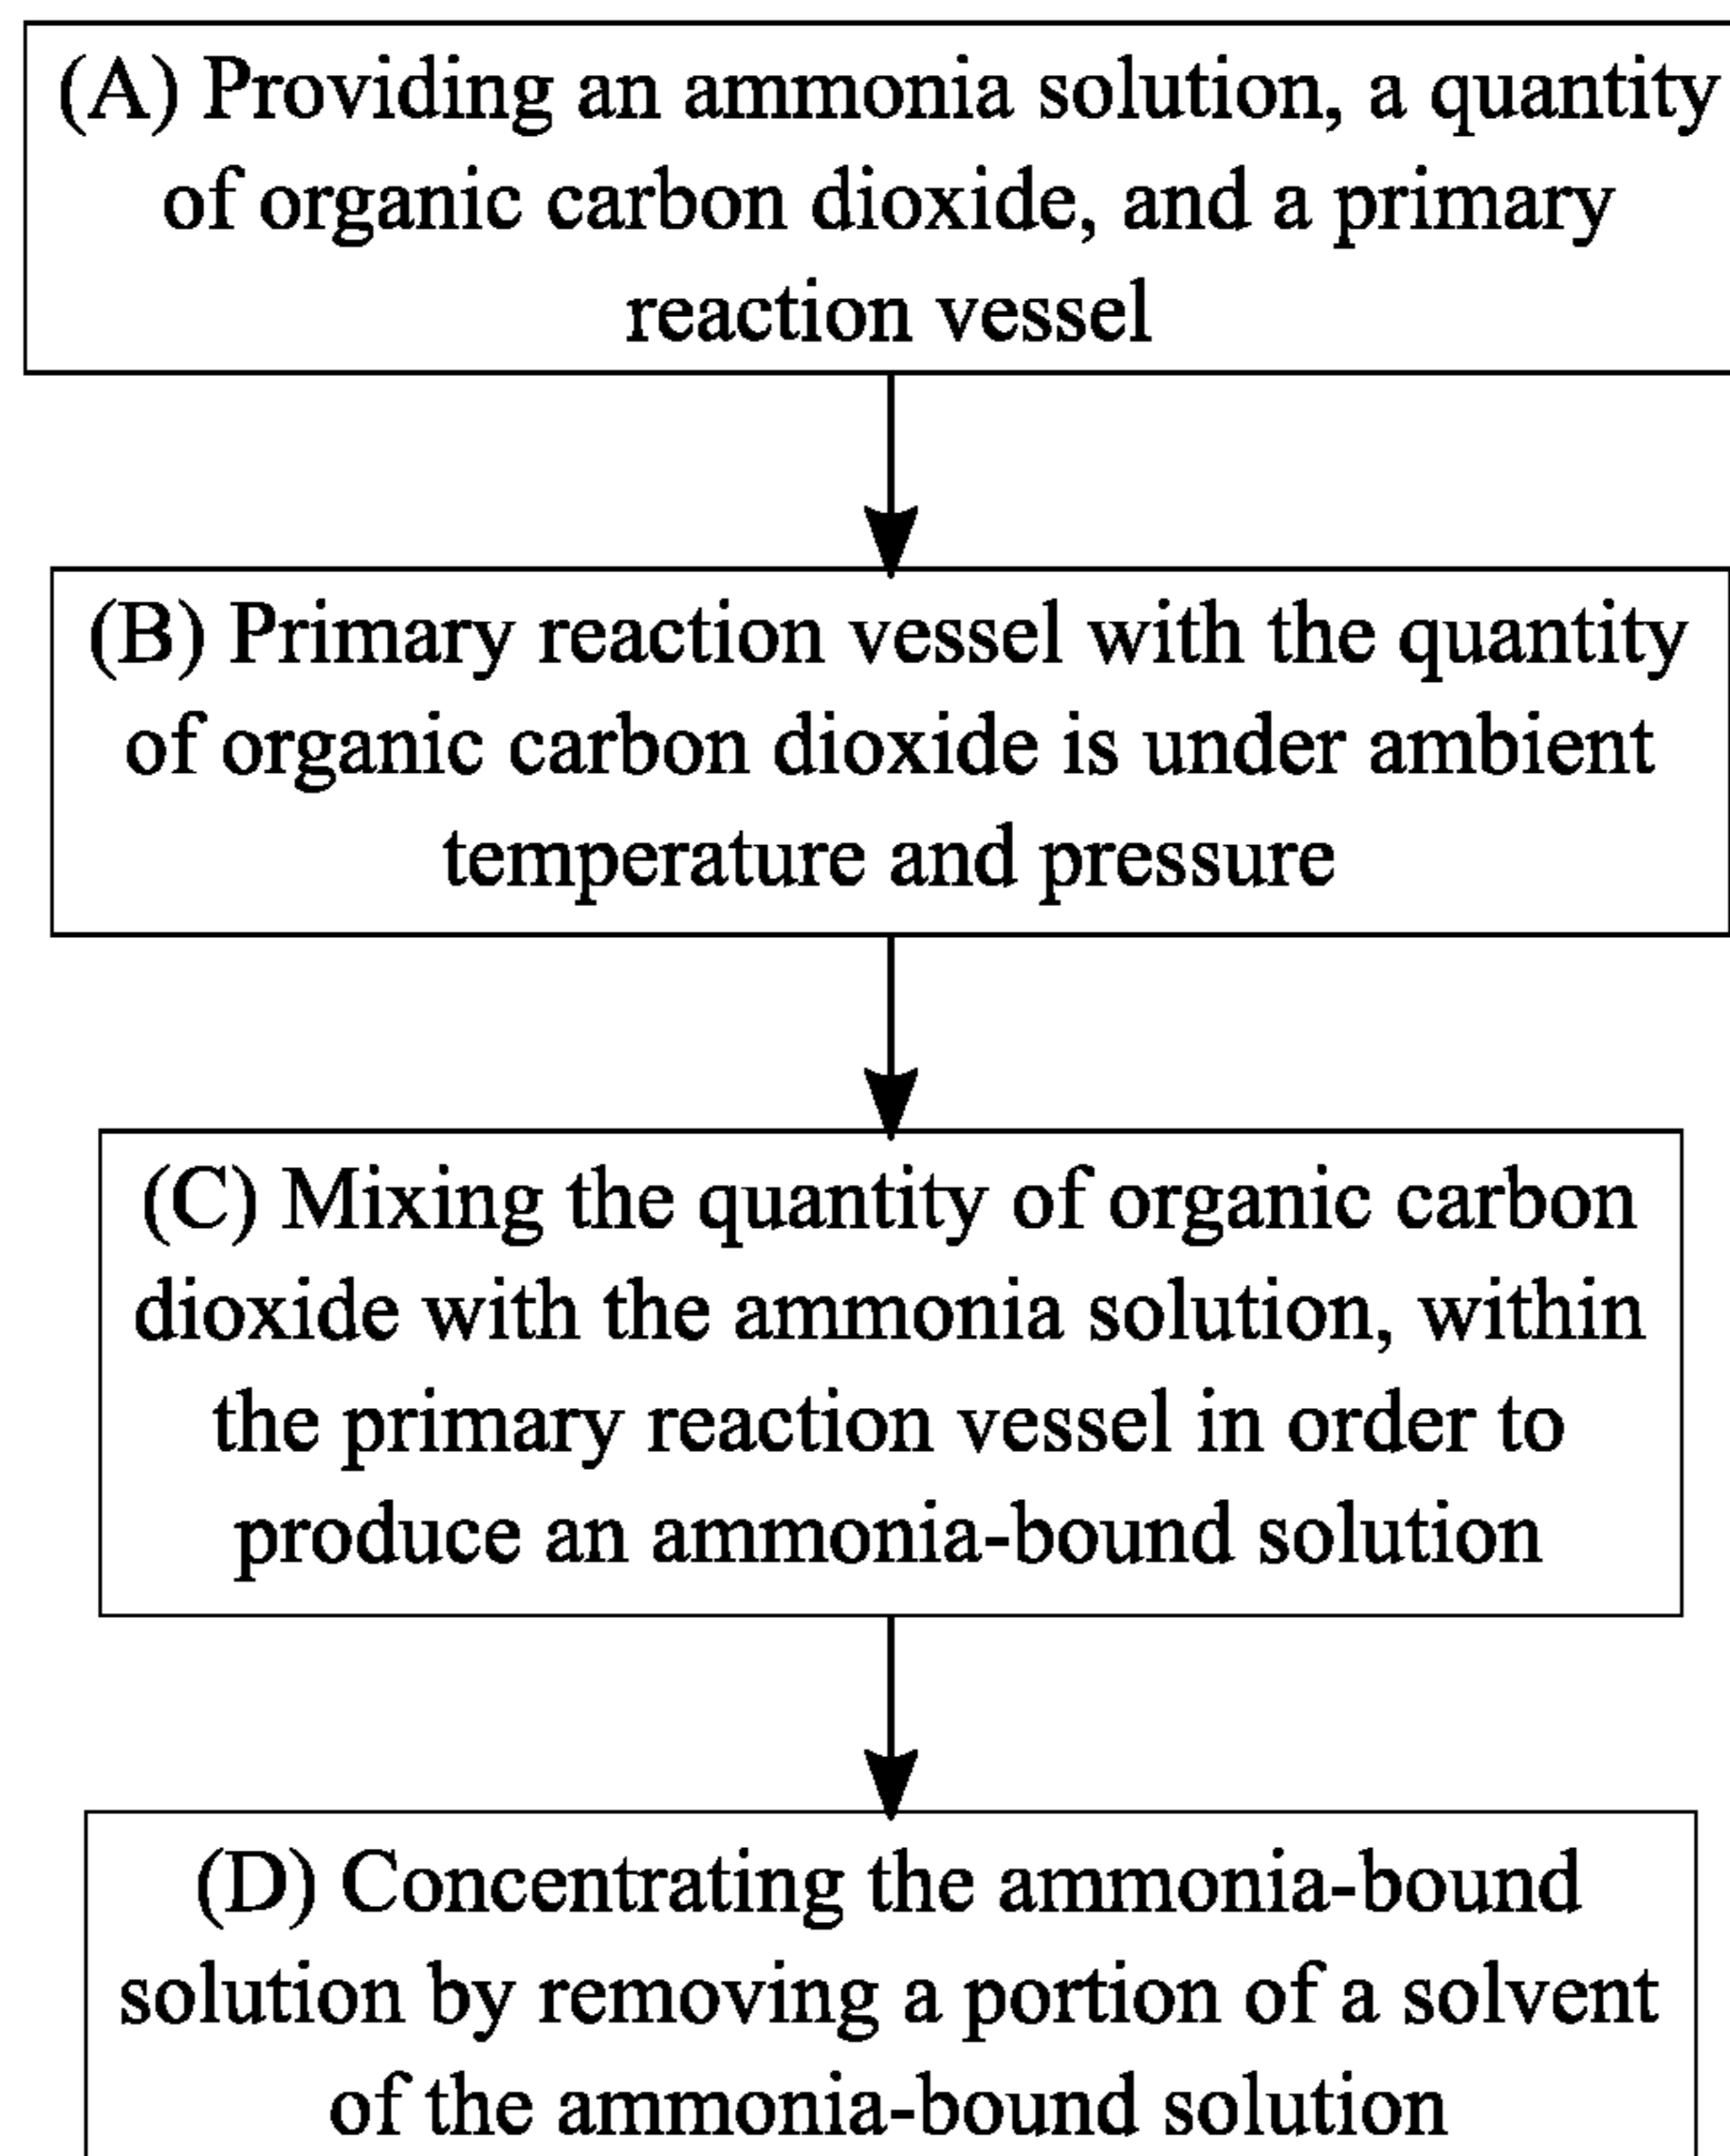 (A) Providing an ammonia solution, a quantity
of organic carbon dioxide, and a primary
reaction vessel
(B) Primary reaction vessel with the quantity
of organic carbon dioxide is under ambient
temperature and pressure
(C) Mixing the quantity of organic carbon
dioxide with the ammonia solution, within
the primary reaction vessel in order to
produce an ammonia-bound solution
(D) Concentrating the ammonia-bound
solution by removing a portion of a solvent
of the ammonia-bound solution